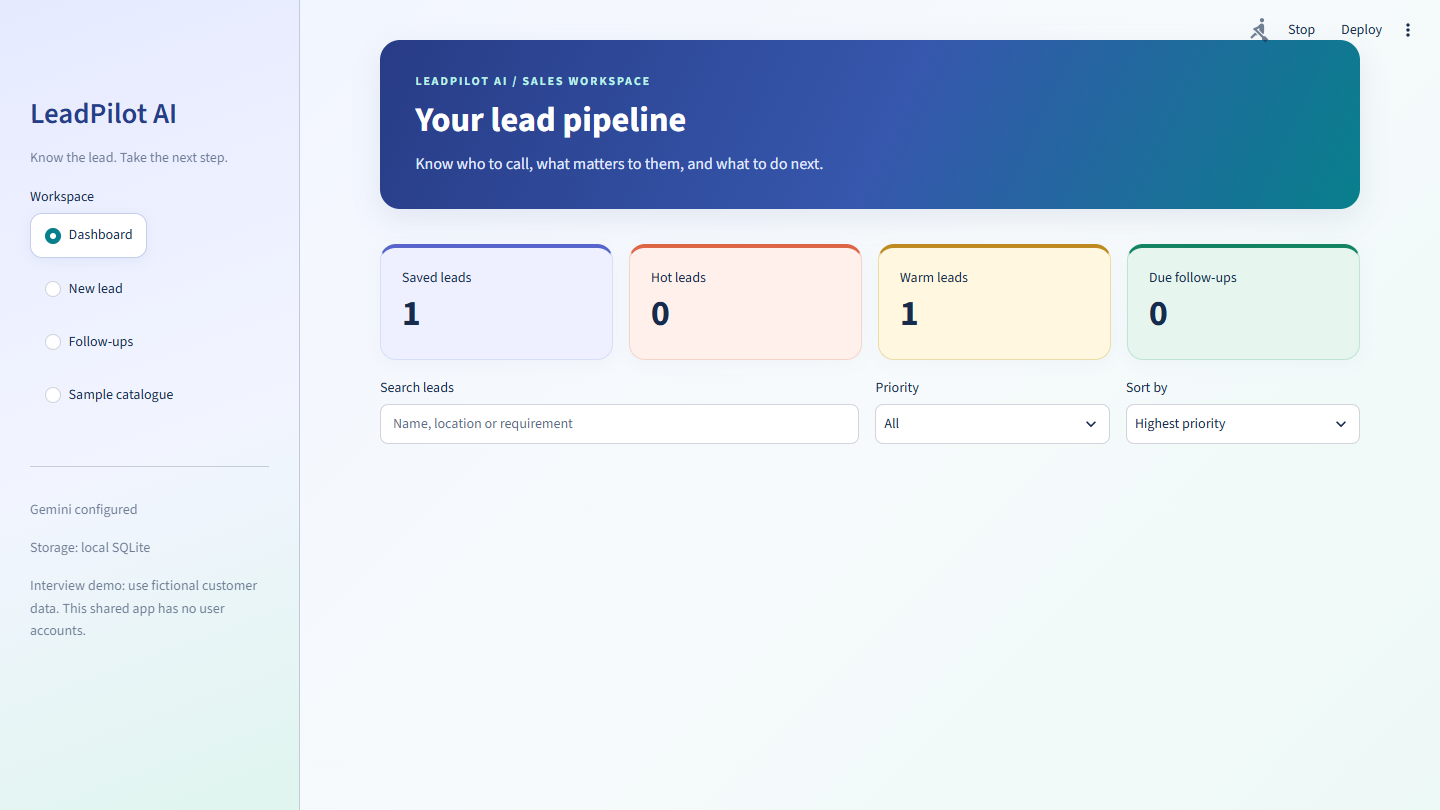 Stop
Deploy
LeadPilot AI
Know the lead. Take the next step.
Workspace
Dashboard
New lead
Follow-ups
Sample catalogue
Gemini configured
Storage: local SQLite
Interview demo: use fictional customer
data. This shared app has no user
accounts.
LEADPILOT AI / SALES WORKSPACE
Your lead pipeline
Know who to call, what matters to them, and what to do next.
Saved leads
1
Hot leads
0
Warm leads
1
Due follow-ups
0
Search leads
Name, location or requirement
Priority
All
Sort by
Highest priority